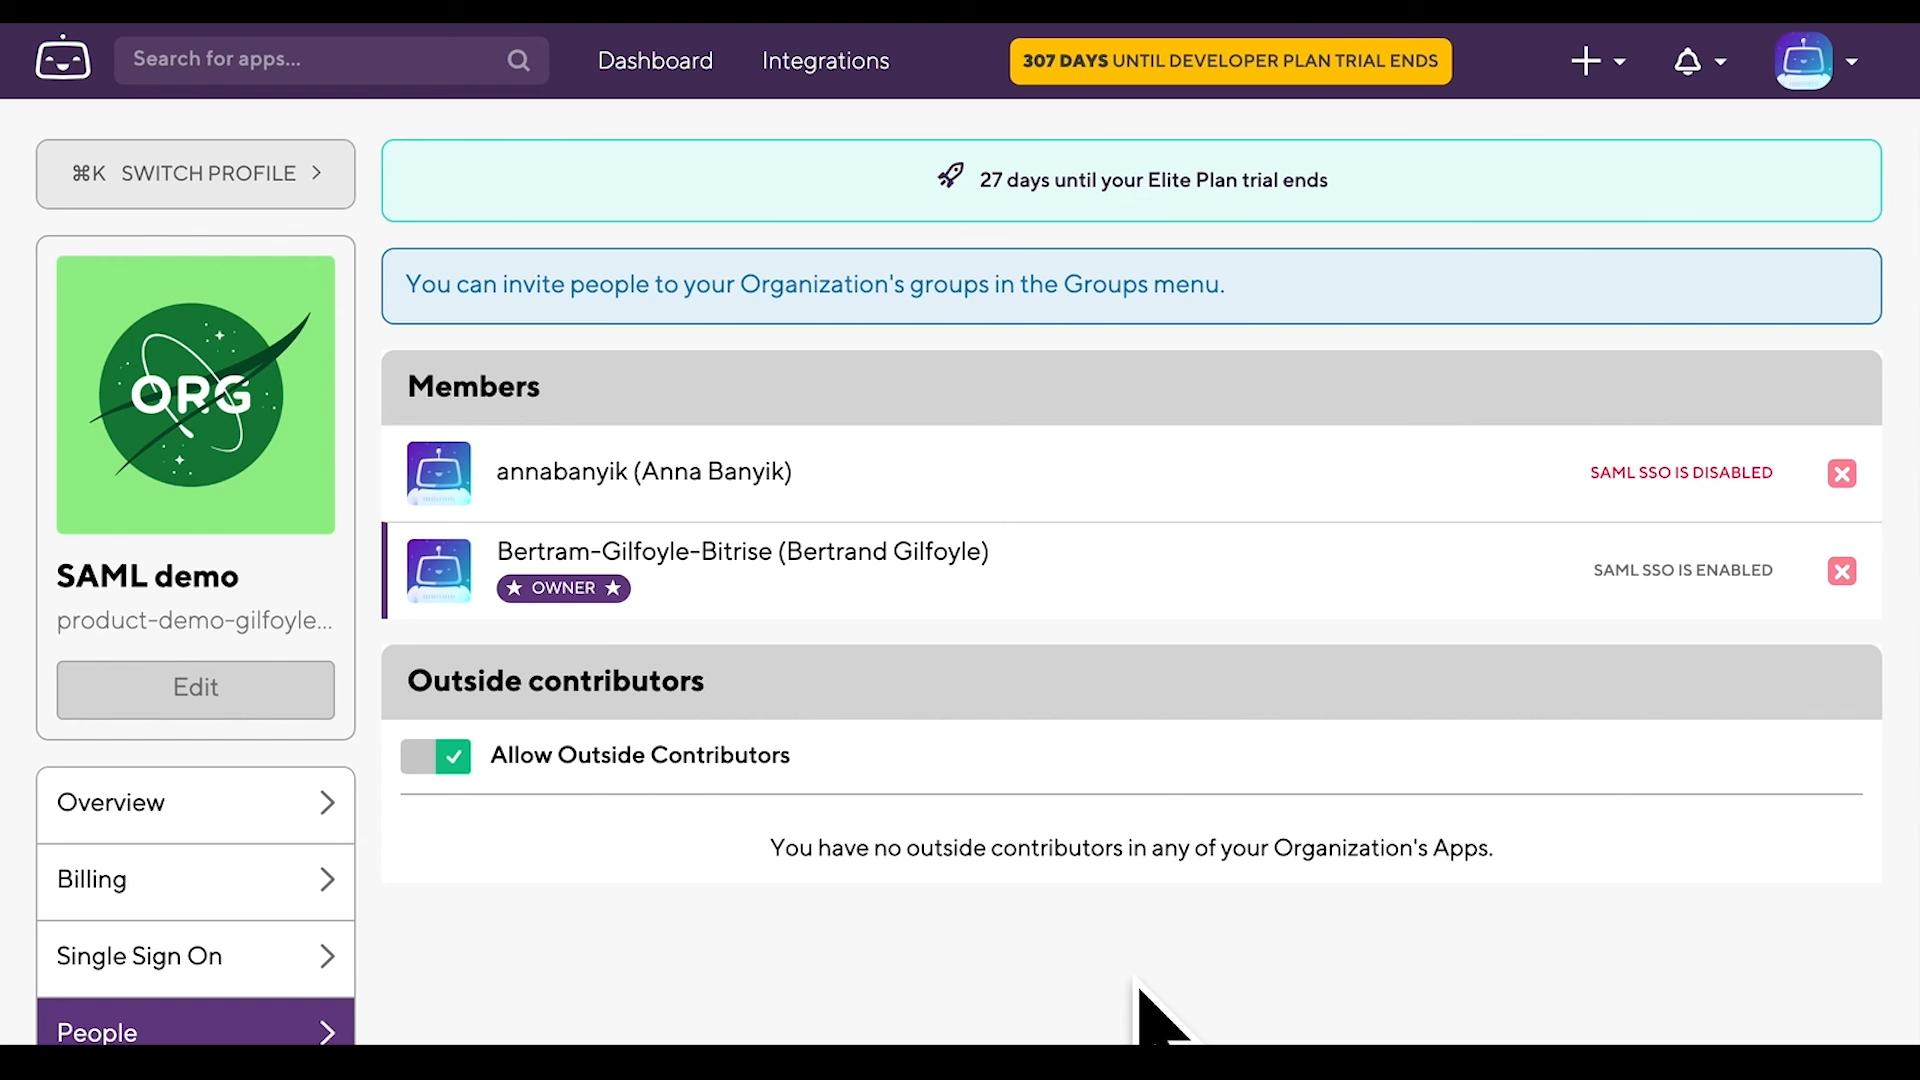 Search for apps...
Dashboard
Integrations
307 DAYS UNTIL DEVELOPER PLAN TRIAL ENDS
⌘K SWITCH PROFILE
27 days until your Elite Plan trial ends
You can invite people to your Organization's groups in the Groups menu.
ORG
SAML demo
product-demo-gilfoyle...
Edit
Members
annabanyik (Anna Banyik)
SAML SSO IS DISABLED
Bertram-Gilfoyle-Bitrise (Bertrand Gilfoyle)
★ OWNER ★
SAML SSO IS ENABLED
Outside contributors
Allow Outside Contributors
You have no outside contributors in any of your Organization's Apps.
Overview
Billing
Single Sign On
People